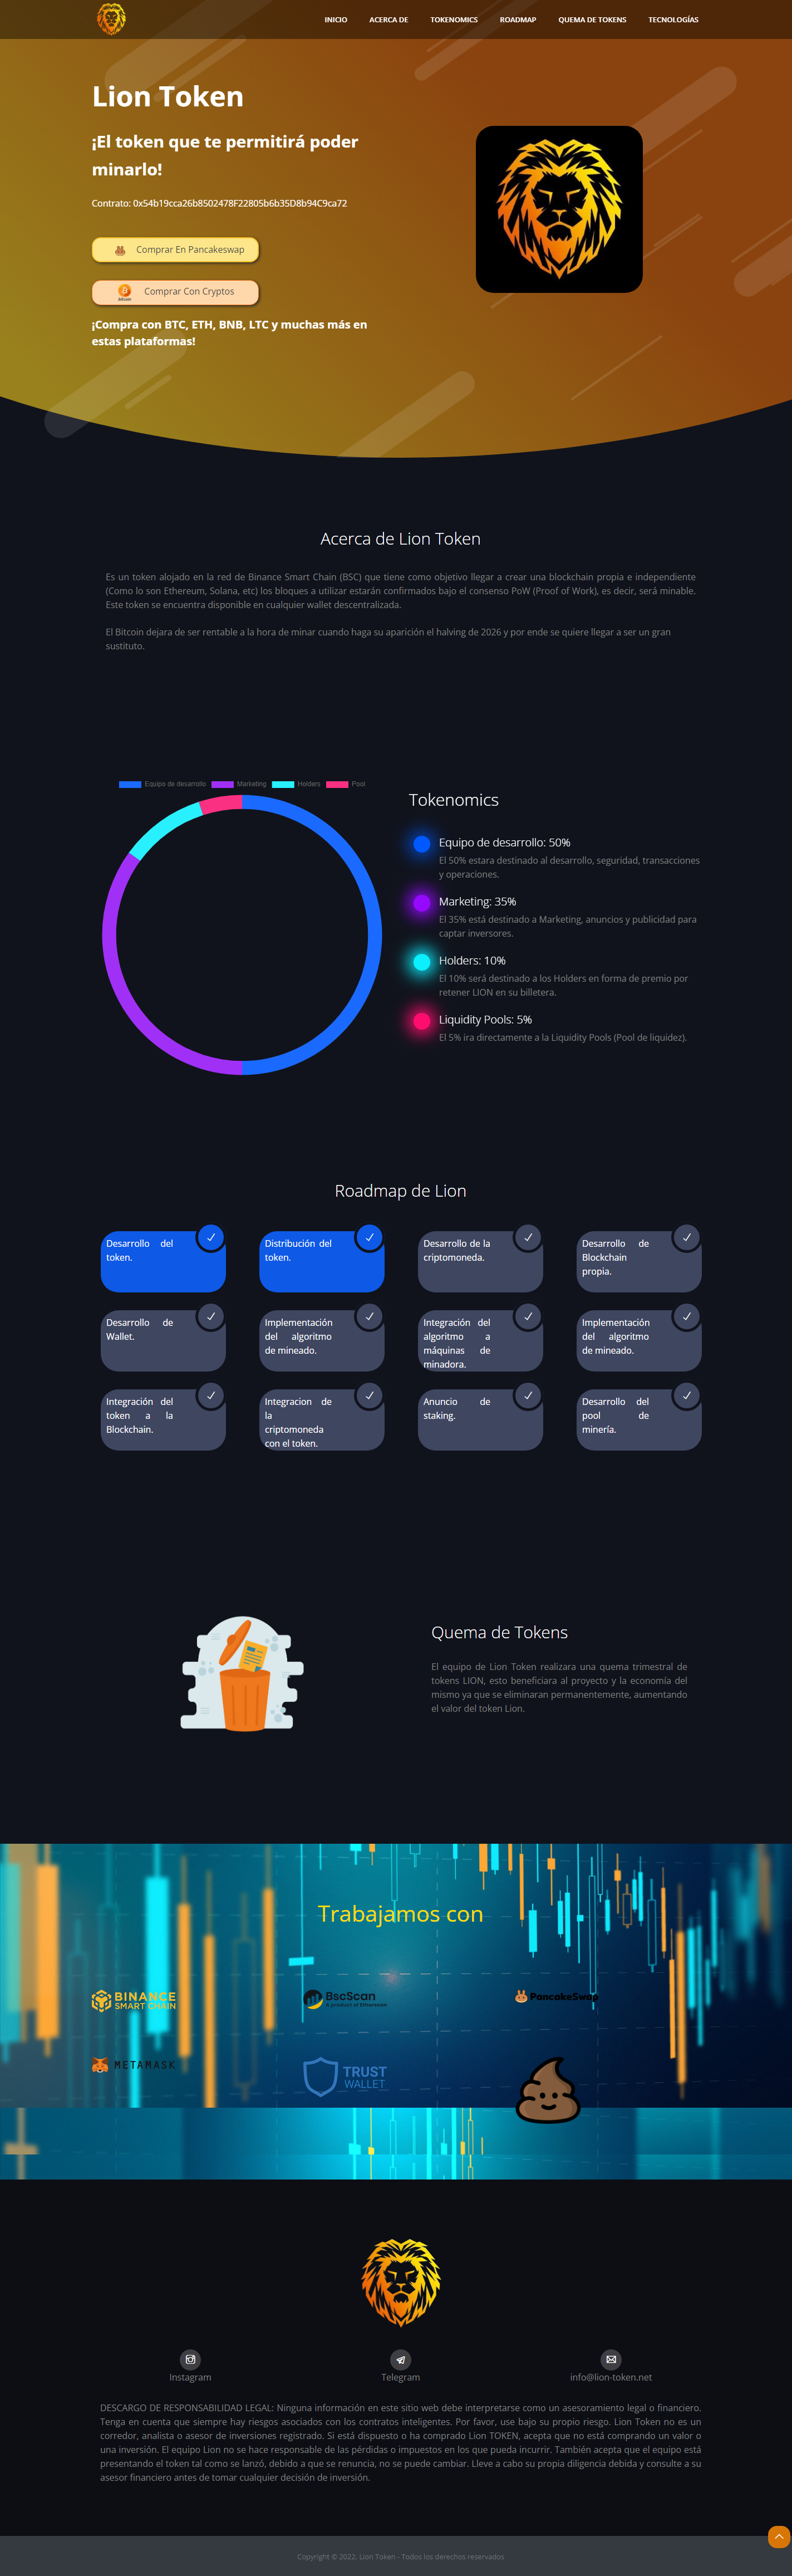 INICIO ACERCA DE TOKENOMICS ROADMAP QUEMA DE TOKENS TECNOLOGÍAS
Lion Token
¡El token que te permitirá poder
minarlo!
Contrato: 0x54b19cca26b8502478F22805b6b35D8b94C9ca72
Comprar En Pancakeswap
bitcoin
Comprar Con Cryptos
¡Compra con BTC, ETH, BNB, LTC y muchas más en
estas plataformas!
Acerca de Lion Token
Es un token alojado en la red de Binance Smart Chain (BSC) que tiene como objetivo llegar a crear una blockchain propia e independiente
(Como lo son Ethereum, Solana, etc) los bloques a utilizar estarán confirmados bajo el consenso PoW (Proof of Work), es decir, será minable.
Este token se encuentra disponible en cualquier wallet descentralizada.
El Bitcoin dejara de ser rentable a la hora de minar cuando haga su aparición el halving de 2026 y por ende se quiere llegar a ser un gran
sustituto.
Equipo de desarrollo Marketing Holders Pool
Tokenomics
Equipo de desarrollo: 50%
El 50% estara destinado al desarrollo, seguridad, transacciones
y operaciones.
Marketing: 35%
El 35% está destinado a Marketing, anuncios y publicidad para
captar inversores.
Holders: 10%
El 10% será destinado a los Holders en forma de premio por
retener LION en su billetera.
Liquidity Pools: 5%
El 5% ira directamente a la Liquidity Pools (Pool de liquidez).
Roadmap de Lion
Desarrollo del
token.
Distribución del
token.
Desarrollo de la
criptomoneda.
Desarrollo de
Blockchain
propia.
Desarrollo de
Wallet.
Implementación
del algoritmo
de mineado.
Integración del
algoritmo a
máquinas de
minadora.
Implementación
del algoritmo
de mineado.
Integración del
token a la
Blockchain.
Integracion de
la
criptomoneda
con el token.
Anuncio de
staking.
Desarrollo del
pool de
minería.
Quema de Tokens
El equipo de Lion Token realizara una quema trimestral de
tokens LION, esto beneficiara al proyecto y la economía del
mismo ya que se eliminaran permanentemente, aumentando
el valor del token Lion.
Trabajamos con
BINANCE
SMART CHAIN
BscScan
A product of Etherscan
PancakeSwap
METAMASK
TRUST
WALLET
Instagram
Telegram
info@lion-token.net
DESCARGO DE RESPONSABILIDAD LEGAL: Ninguna información en este sitio web debe interpretarse como un asesoramiento legal o financiero.
Tenga en cuenta que siempre hay riesgos asociados con los contratos inteligentes. Por favor, use bajo su propio riesgo. Lion Token no es un
corredor, analista o asesor de inversiones registrado. Si está dispuesto o ha comprado Lion TOKEN, acepta que no está comprando un valor o
una inversión. El equipo Lion no se hace responsable de las pérdidas o impuestos en los que pueda incurrir. También acepta que el equipo está
presentando el token tal como se lanzó, debido a que se renuncia, no se puede cambiar. Lleve a cabo su propia diligencia debida y consulte a su
asesor financiero antes de tomar cualquier decisión de inversión.
Copyright © 2022, Lion Token - Todos los derechos reservados